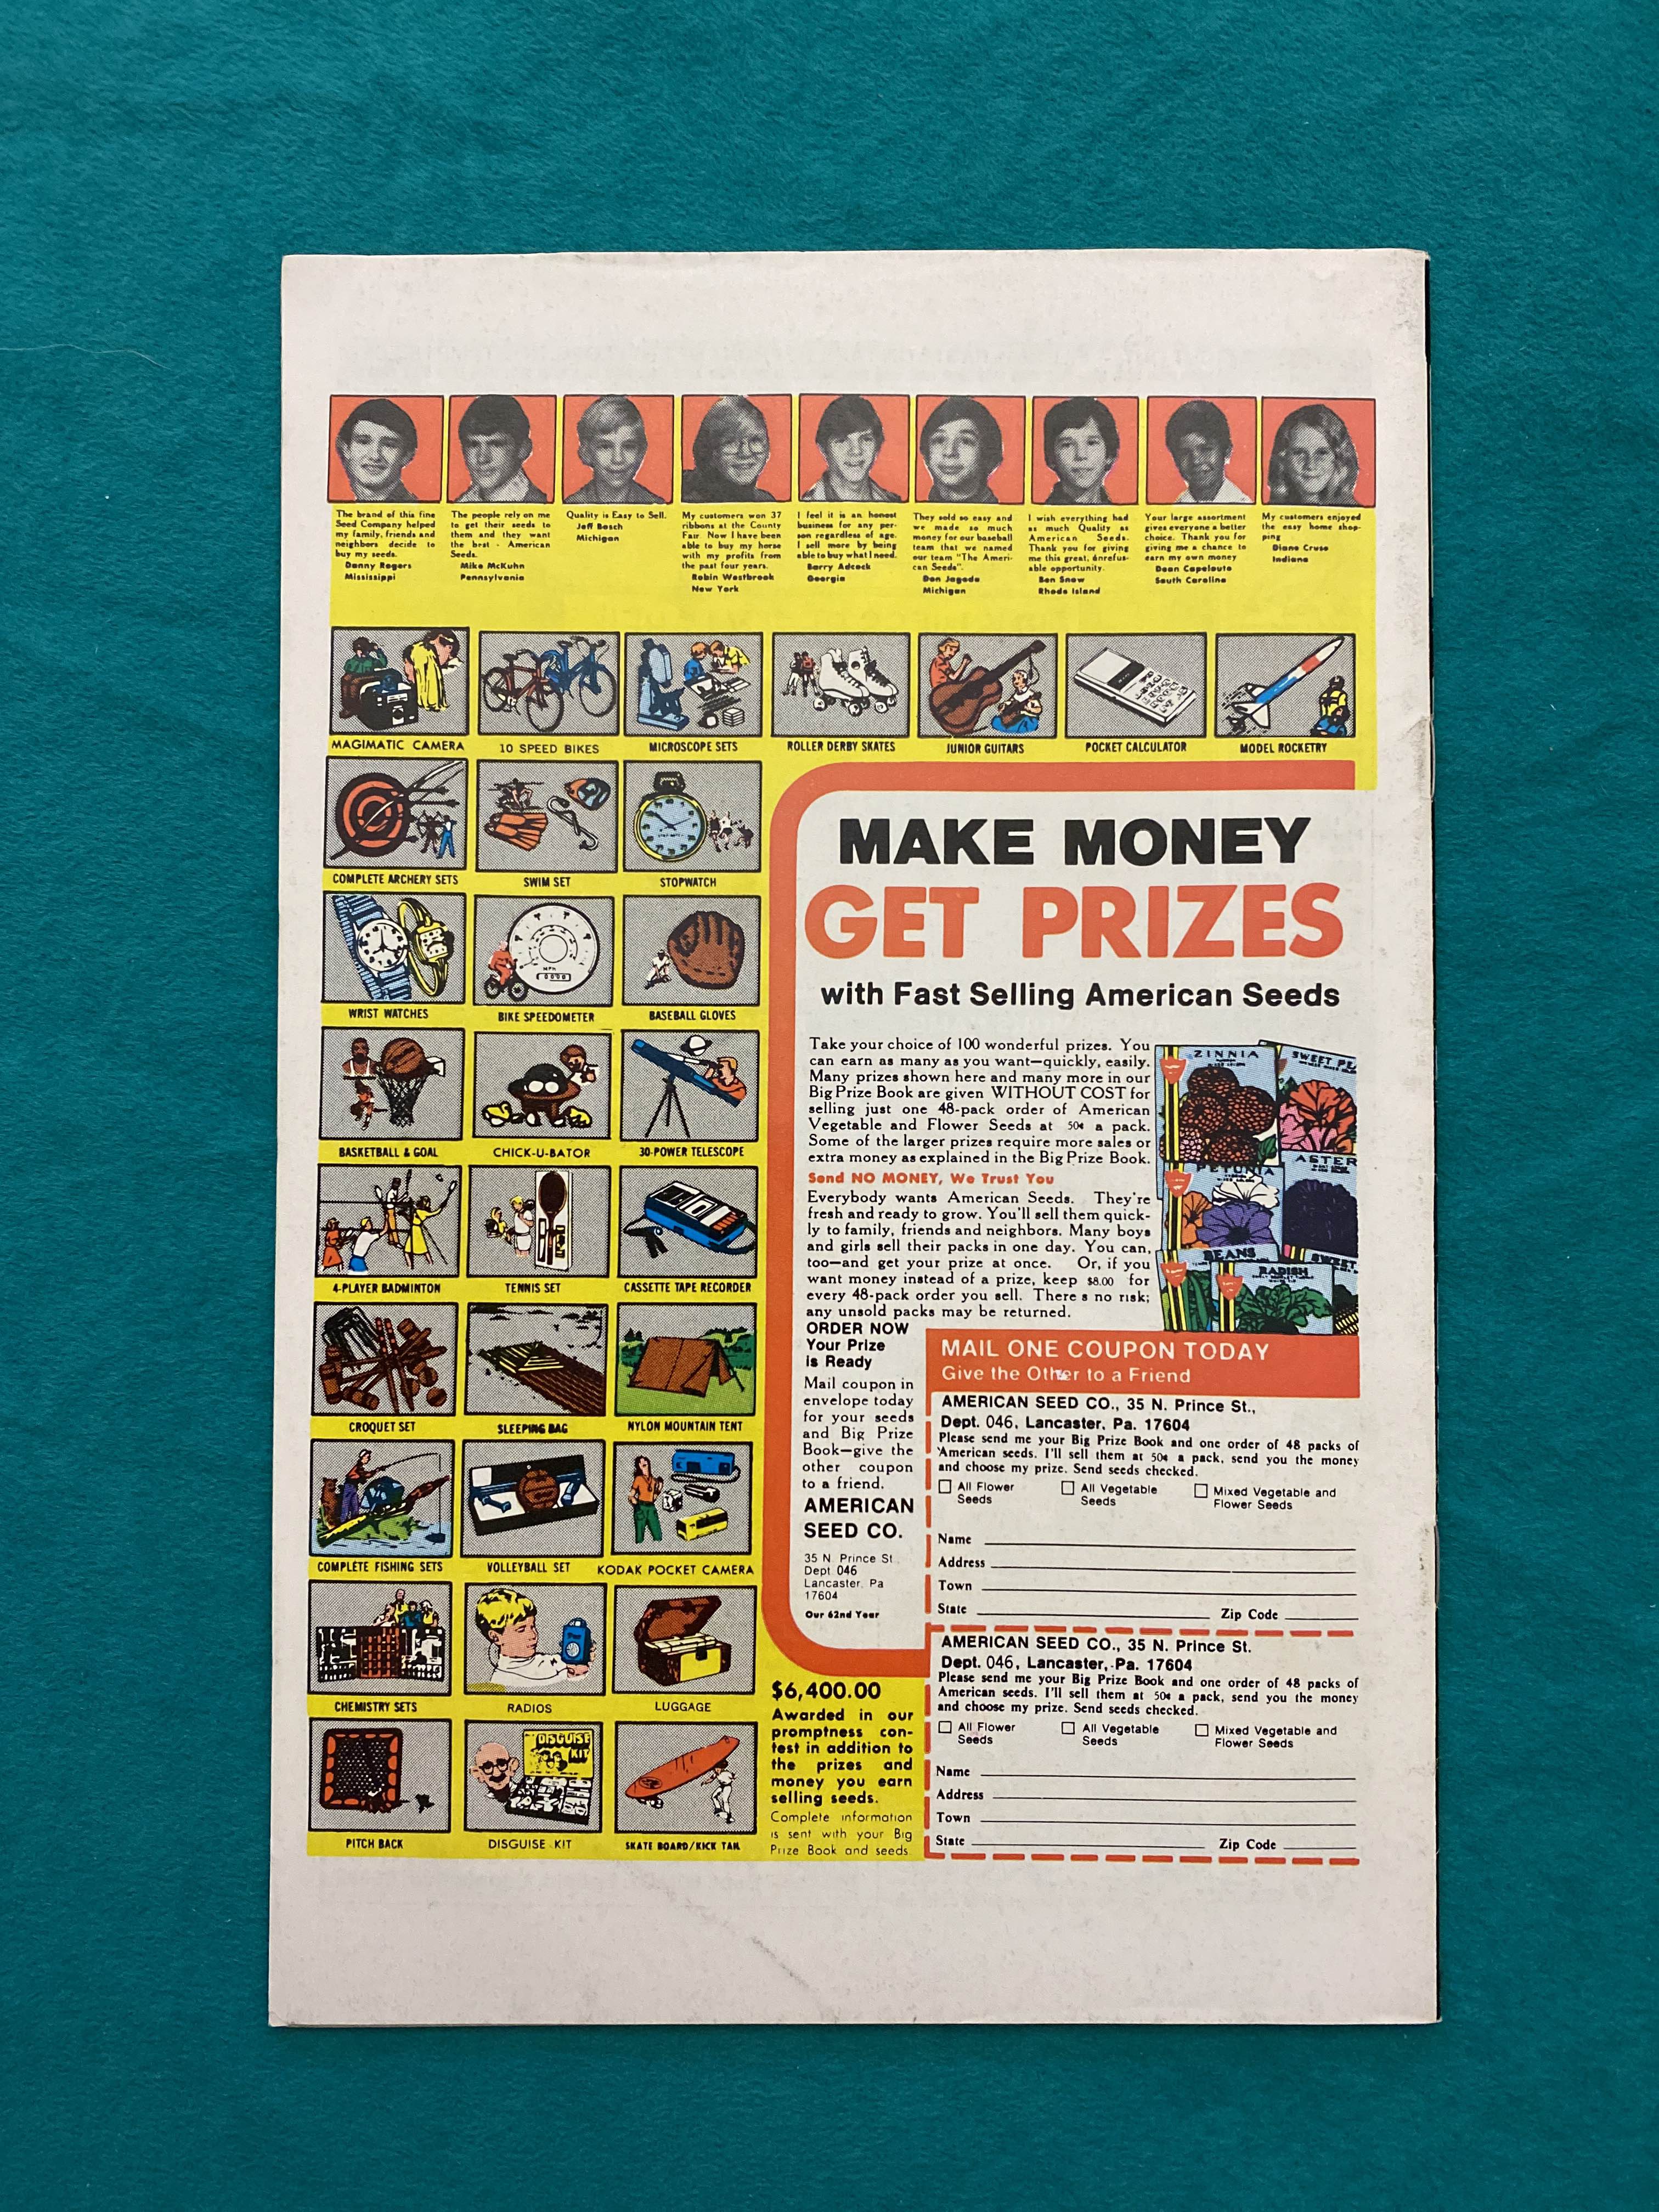 The brand of this fine
Seed Company helped
my family, friends and
neighbors decide to
buy my seeds.
Danny Rogers
Mississippi
The people rely on me
to get their seeds to
them and they want
the best - American
Seeds.
Mike McKuhn
Pennsylvania
Quality is Easy to Sell.
Jeff Bosch
Michigan
My customers won 37
ribbons at the County
Fair. Now I have been
able to buy my horse
with my profits from
the past four years.
Robin Westbrook
New York
I feel it is an honest
business for any per-
son regardless of age.
I sell more by being
able to buy what I need.
Barry Adcock
Georgia
They sold so easy and
we made so much
money for our baseball
team that we named
our team "The Ameri-
can Seeds".
Don Jagoda
Michigan
I wish everything had
as much Quality as
American Seeds.
Thank you for giving
me this great, unrefus-
able opportunity.
Ben Snow
Rhode Island
Your large assortment
gives everyone a better
choice. Thank you for
giving me a chance to
earn my own money
Dean Capelouto
South Carolina
My customers enjoyed
the easy home shop-
ping
Diane Cruse
Indiana
MAGIMATIC CAMERA
10 SPEED BIKES
MICROSCOPE SETS
ROLLER DERBY SKATES
JUNIOR GUITARS
POCKET CALCULATOR
MODEL ROCKETRY
COMPLETE ARCHERY SETS
SWIM SET
STOPWATCH
WRIST WATCHES
MPH
BIKE SPEEDOMETER
BASEBALL GLOVES
BASKETBALL & GOAL
CHICK-U-BATOR
30-POWER TELESCOPE
4-PLAYER BADMINTON
TENNIS SET
CASSETTE TAPE RECORDER
CROQUET SET
SLEEPING BAG
NYLON MOUNTAIN TENT
COMPLETE FISHING SETS
VOLLEYBALL SET
KODAK POCKET CAMERA
CHEMISTRY SETS
RADIOS
LUGGAGE
PITCH BACK
DISGUISE
KIT
DISGUISE KIT
SKATE BOARD/KICK TAIL
MAKE MONEY
GET PRIZES
with Fast Selling American Seeds
Take your choice of 100 wonderful prizes. You
can earn as many as you want—quickly, easily.
Many prizes shown here and many more in our
Big Prize Book are given WITHOUT COST for
selling just one 48-pack order of American
Vegetable and Flower Seeds at 50¢ a pack.
Some of the larger prizes require more sales or
extra money as explained in the Big Prize Book.
Send NO MONEY, We Trust You
Everybody wants American Seeds. They're
fresh and ready to grow. You'll sell them quick-
ly to family, friends and neighbors. Many boys
and girls sell their packs in one day. You can,
too—and get your prize at once. Or, if you
want money instead of a prize, keep $8.00 for
every 48-pack order you sell. There s no risk;
any unsold packs may be returned.
ZINNIA
SWEET PE
PETUNIA
ASTER
BEANS
SWEET
RADISH
ORDER NOW
Your Prize
is Ready
Mail coupon in
envelope today
for your seeds
and Big Prize
Book—give the
other coupon
to a friend.
AMERICAN
SEED CO.
35 N. Prince St.
Dept 046
Lancaster, Pa
17604
Our 62nd Year
MAIL ONE COUPON TODAY
Give the Other to a Friend
AMERICAN SEED CO., 35 N. Prince St.,
Dept. 046, Lancaster, Pa. 17604
Please send me your Big Prize Book and one order of 48 packs of
American seeds. I'll sell them at 50¢ a pack, send you the money
and choose my prize. Send seeds checked.
All Flower
Seeds
All Vegetable
Seeds
Mixed Vegetable and
Flower Seeds
Name
Address
Town
State Zip Code
AMERICAN SEED CO., 35 N. Prince St.
Dept. 046, Lancaster, Pa. 17604
Please send me your Big Prize Book and one order of 48 packs of
American seeds. I'll sell them at 50¢ a pack, send you the money
and choose my prize. Send seeds checked.
All Flower
Seeds
All Vegetable
Seeds
Mixed Vegetable and
Flower Seeds
Name
Address
Town
State Zip Code
$6,400.00
Awarded in our
promptness con-
test in addition to
the prizes and
money you earn
selling seeds.
Complete information
is sent with your Big
Prize Book and seeds.